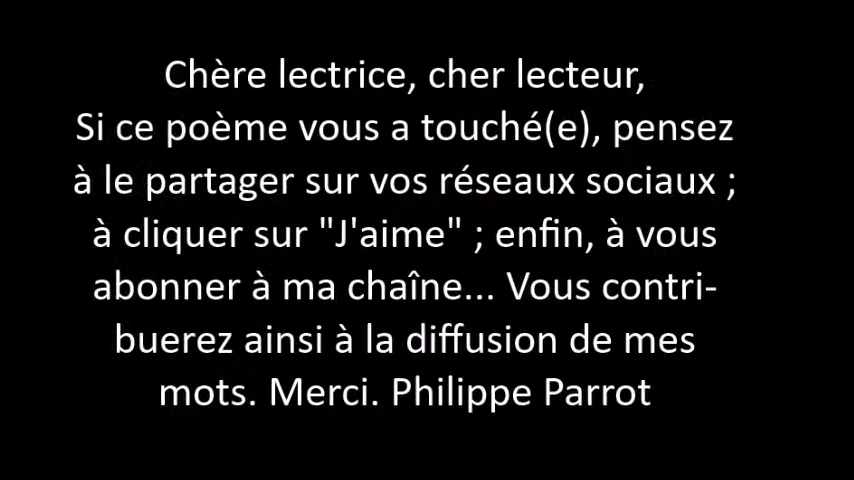 Chère lectrice, cher lecteur,
Si ce poème vous a touché(e), pensez
à le partager sur vos réseaux sociaux ;
à cliquer sur "J'aime" ; enfin, à vous
abonner à ma chaîne... Vous contri-
buerez ainsi à la diffusion de mes
mots. Merci. Philippe Parrot